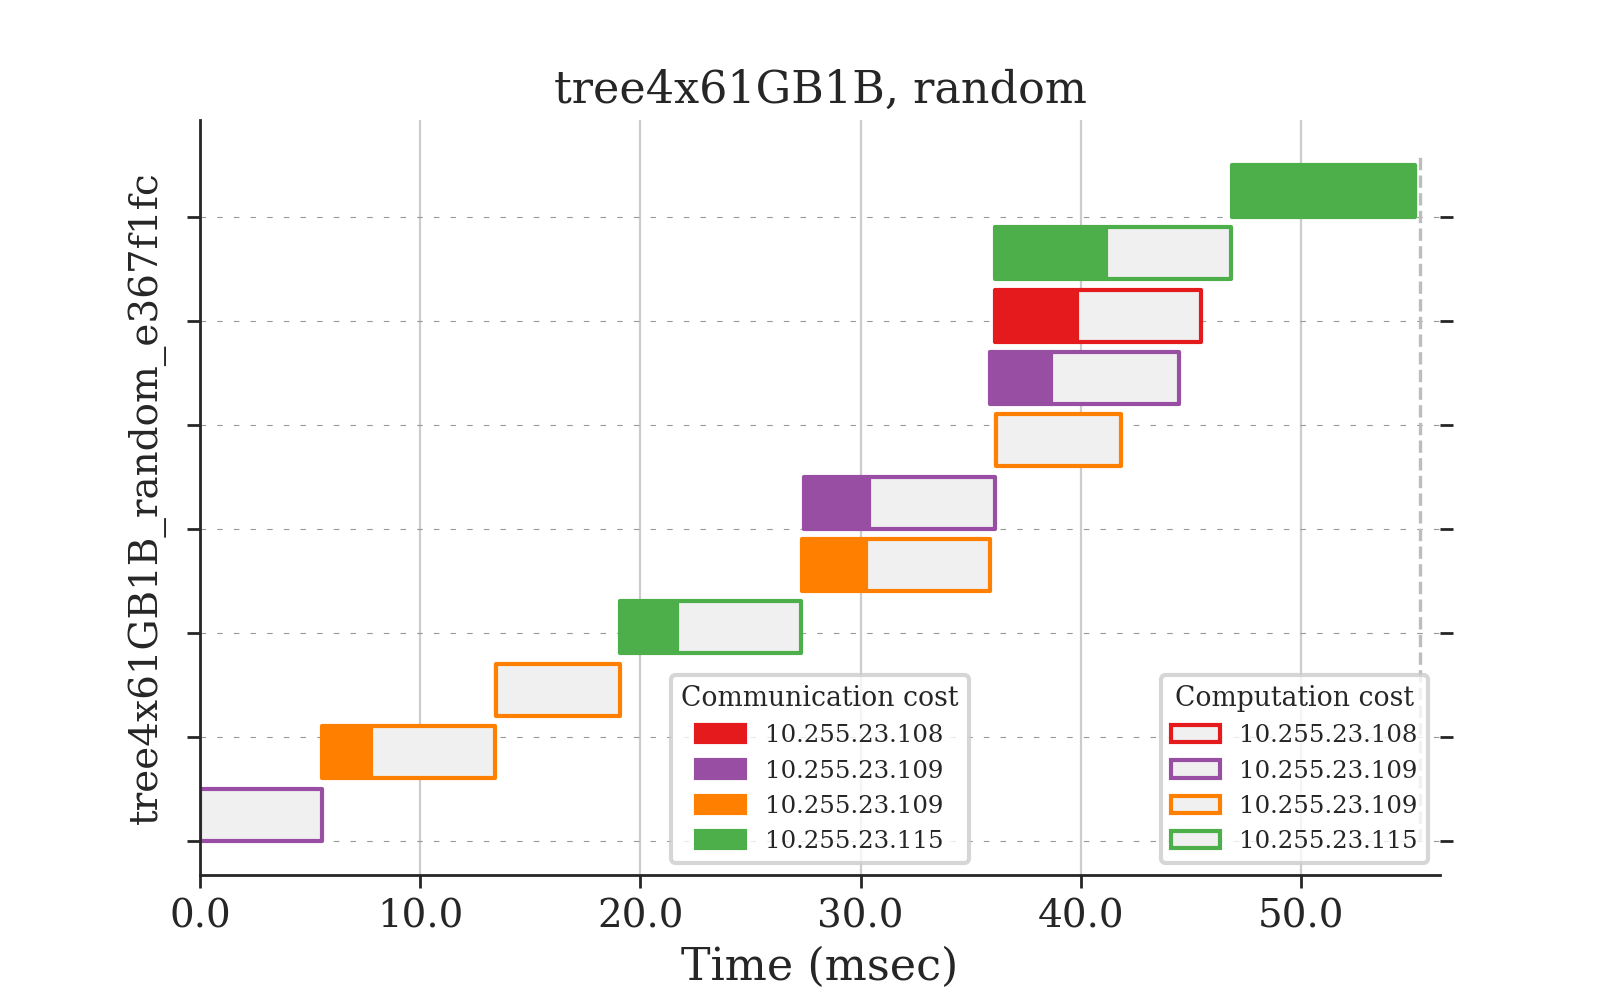 tree4x61GB1B, random
tree4x61GB1B_random_e367f1fc
Communication cost
10.255.23.108
10.255.23.109
10.255.23.109
10.255.23.115
Computation cost
10.255.23.108
10.255.23.109
10.255.23.109
10.255.23.115
0.0 10.0 20.0 30.0 40.0 50.0
Time (msec)